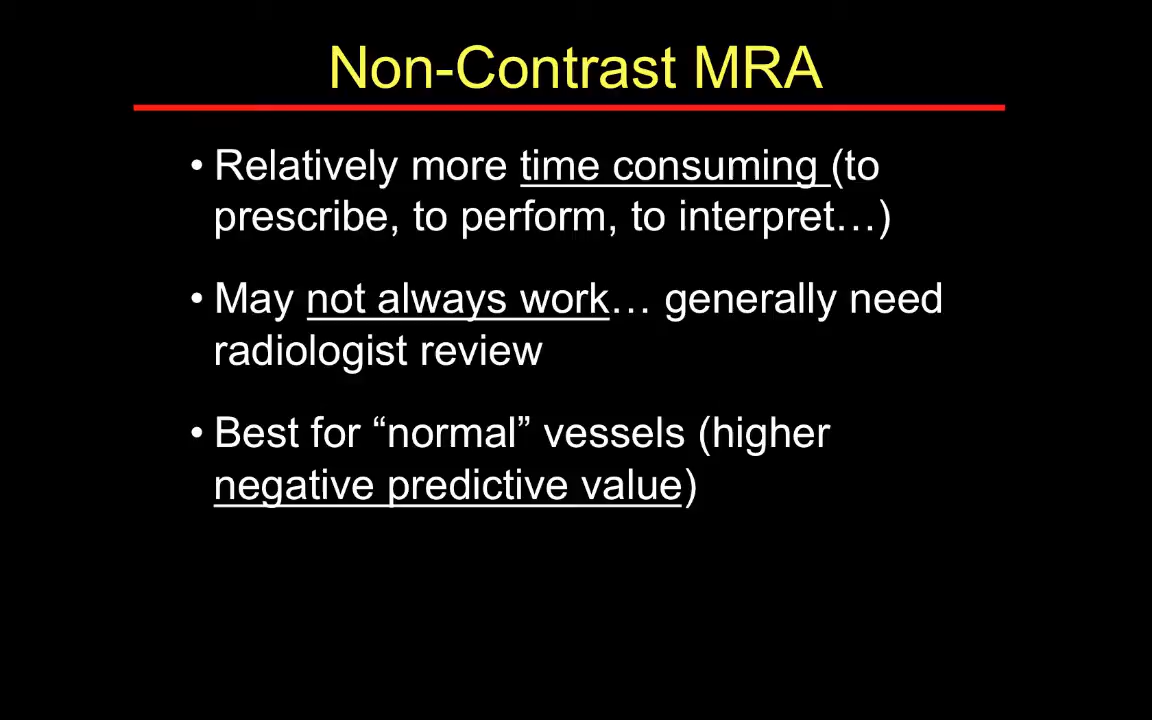 Non-Contrast MRA
• Relatively more time consuming (to
prescribe, to perform, to interpret…)
• May not always work… generally need
radiologist review
• Best for “normal” vessels (higher
negative predictive value)